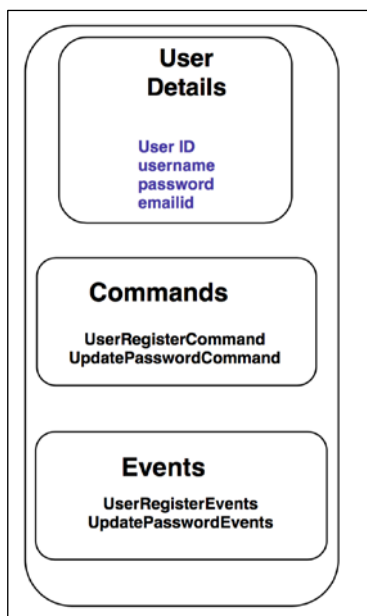 User
Details
User ID
username
password
emailid
Commands
UserRegisterCommand
UpdatePasswordCommand
Events
UserRegisterEvents
UpdatePasswordEvents